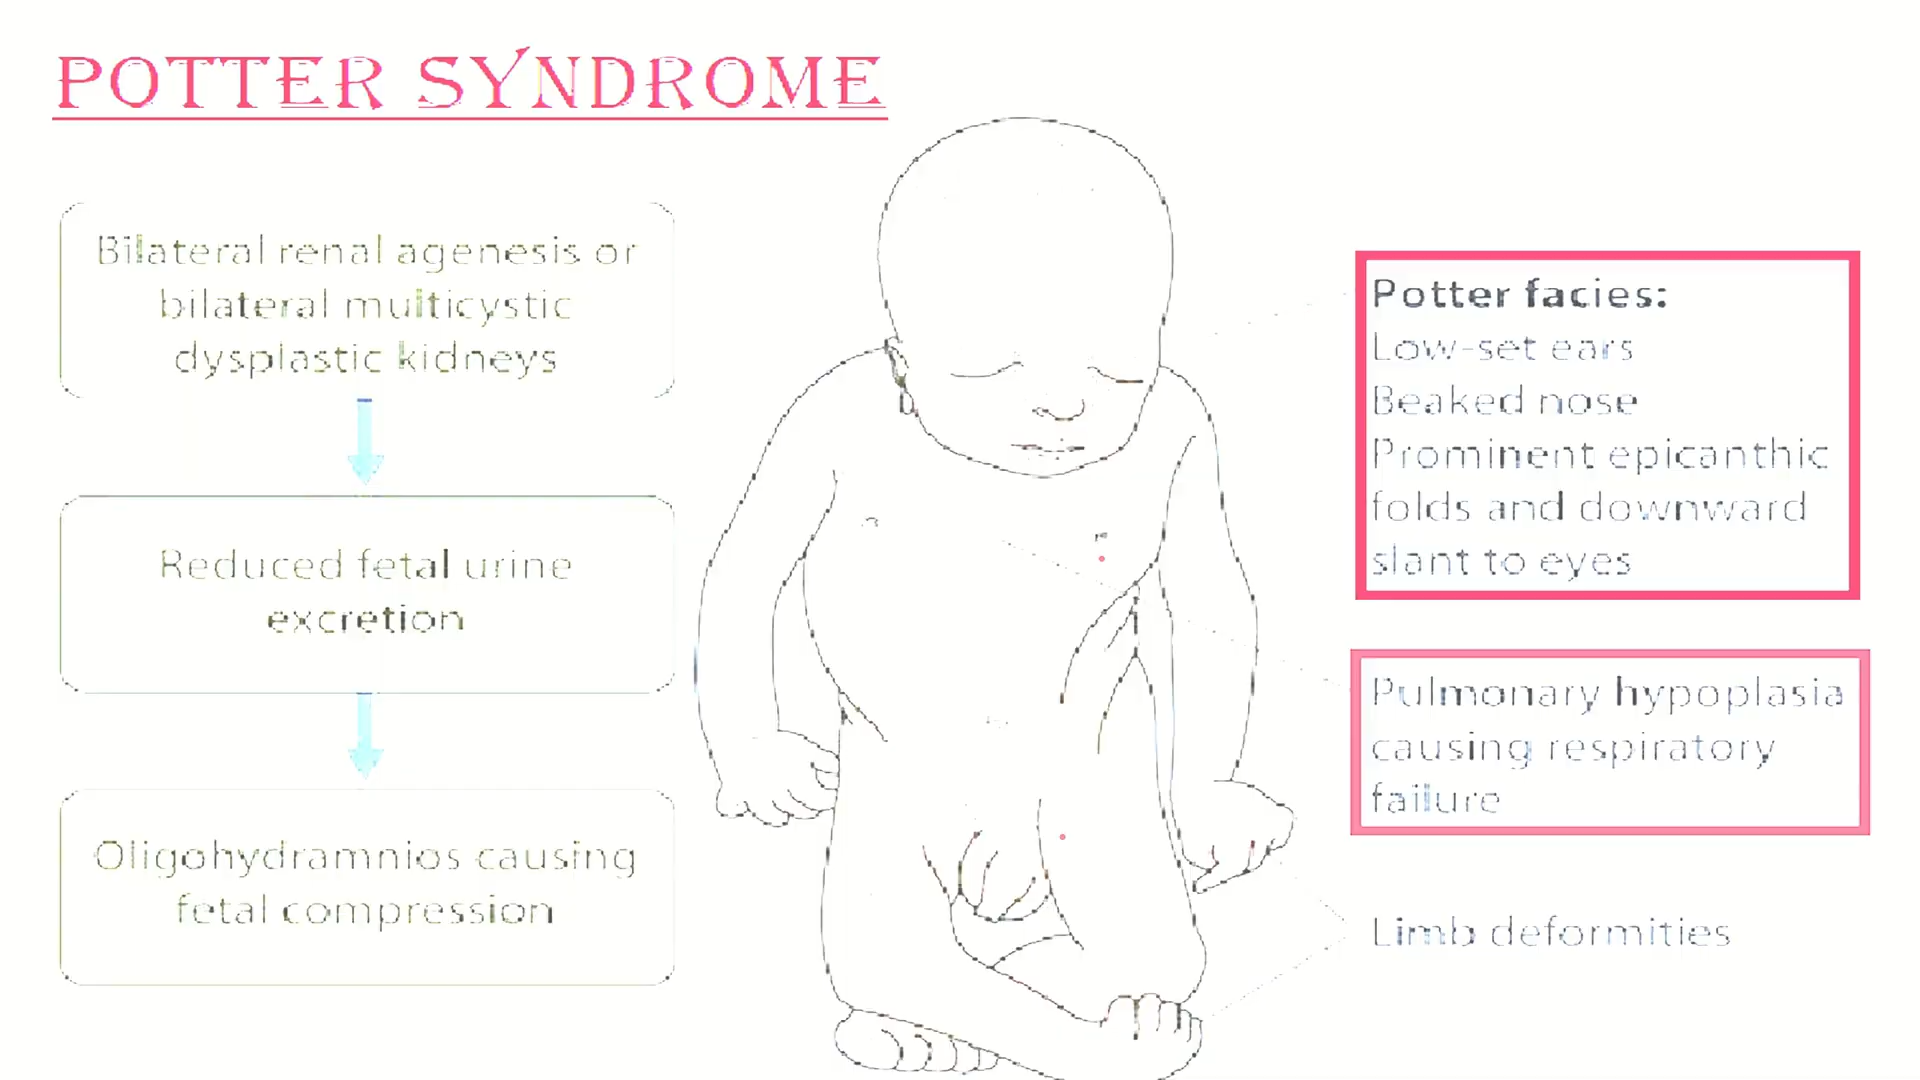 POTTER SYNDROME
Bilateral renal agenesis or
bilateral multicystic
dysplastic kidneys
Reduced fetal urine
excretion
Oligohydramnios causing
fetal compression
Potter facies:
Low-set ears
Beaked nose
Prominent epicanthic
folds and downward
slant to eyes
Pulmonary hypoplasia
causing respiratory
failure
Limb deformities